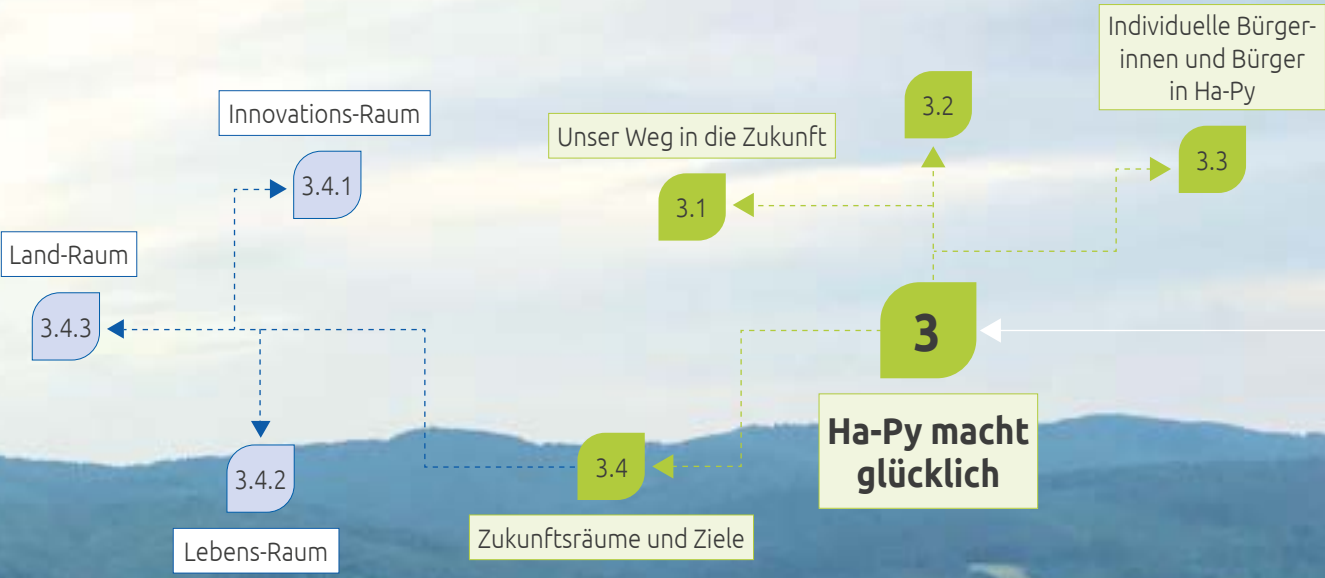 Individuelle Bürger-
innen und Bürger
in Ha-Py
Innovations-Raum
3.2
Unser Weg in die Zukunft
3.3
3.4.1
3.1
Land-Raum
3.4.3
3
Ha-Py macht
glücklich
3.4
3.4.2
Zukunftsräume und Ziele
Lebens-Raum